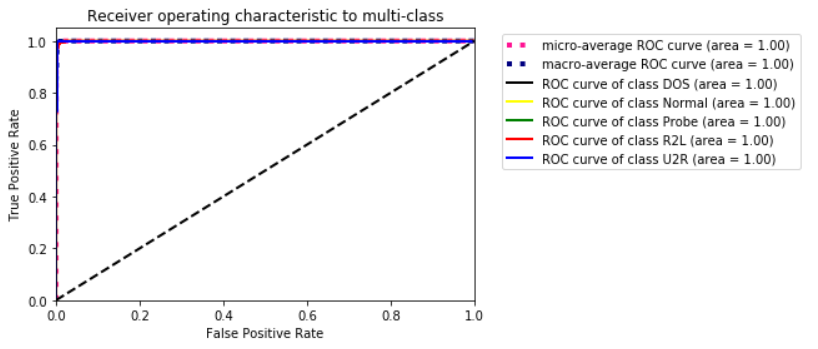 Receiver operating characteristic to multi-class
micro-average ROC curve (area = 1.00)
macro-average ROC curve (area = 1.00)
ROC curve of class DOS (area = 1.00)
ROC curve of class Normal (area = 1.00)
ROC curve of class Probe (area = 1.00)
ROC curve of class R2L (area = 1.00)
ROC curve of class U2R (area = 1.00)
True Positive Rate
1.0
0.8
0.6
0.4
0.2
0.0
0.0 0.2 0.4 0.6 0.8 1.0
False Positive Rate